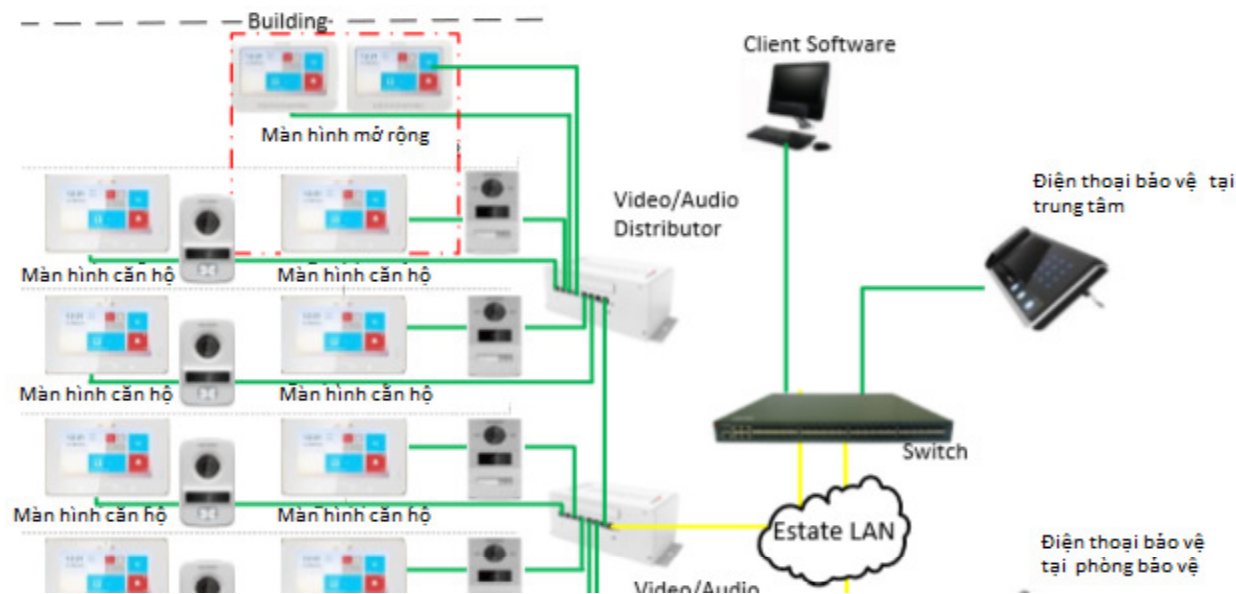 Building
Client Software
Màn hình mở rộng
Điện thoại bảo vệ tại
trung tâm
Video/Audio
Distributor
Màn hình căn hộ
Màn hình căn hộ
Màn hình căn hộ
Màn hình căn hộ
Switch
Màn hình căn hộ
Màn hình căn hộ
Estate LAN
Điện thoại bảo vệ
tại phòng bảo vệ
Video/Audio